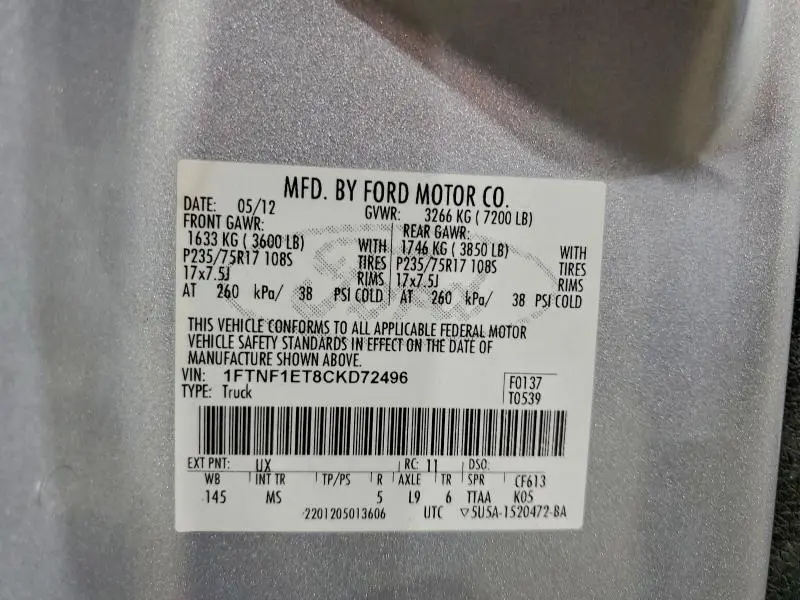 MFD. BY FORD MOTOR CO.
DATE: 05/12 GVWR: 3266 KG ( 7200 LB)
FRONT GAWR: REAR GAWR:
1633 KG ( 3600 LB) WITH 1746 KG ( 3850 LB) WITH
P235/75R17 108S TIRES P235/75R17 108S TIRES
17x7.5J RIMS 17x7.5J RIMS
AT 260 kPa/ 38 PSI COLD AT 260 kPa/ 38 PSI COLD
THIS VEHICLE CONFORMS TO ALL APPLICABLE FEDERAL MOTOR
VEHICLE SAFETY STANDARDS IN EFFECT ON THE DATE OF
MANUFACTURE SHOWN ABOVE.
VIN: 1FTNF1ET8CKD72496 F0137
TYPE: Truck T0539
EXT PNT: UX RC: 11 DSO:
WB INT TR TP/PS R AXLE TR SPR CF613
145 MS 5 L9 6 TTAA K05
2201205013606 UTC ▽5U5A-1520472-BA